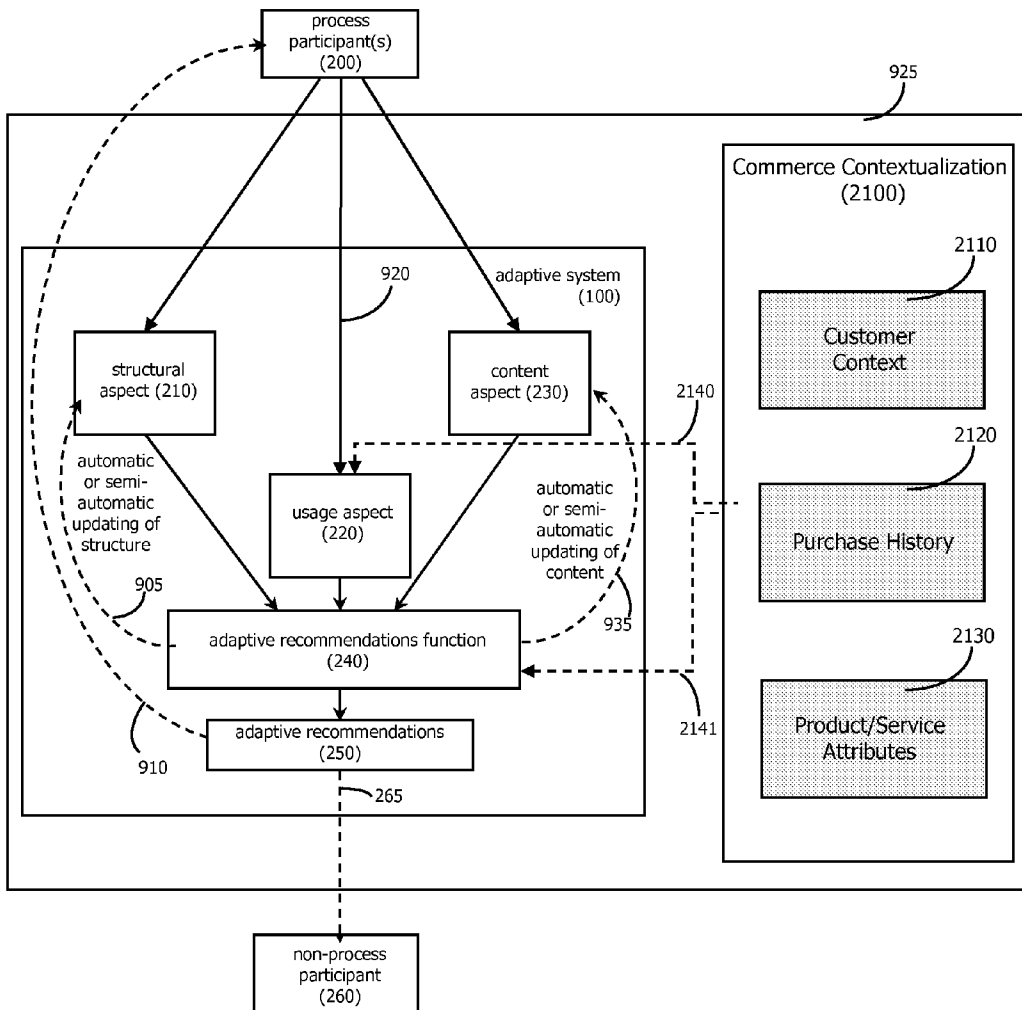 process
participant(s)
(200)
925
Commerce Contextualization
(2100)
2110
920
adaptive system
(100)
Customer
Context
structural
aspect (210)
content
aspect (230)
2140
2120
automatic
or semi-
automatic
updating of
structure
usage aspect
(220)
automatic
or semi-
automatic
updating of
content
Purchase History
905
935
adaptive recommendations function
(240)
2130
2141
adaptive recommendations
(250)
Product/Service
Attributes
910
265
non-process
participant
(260)